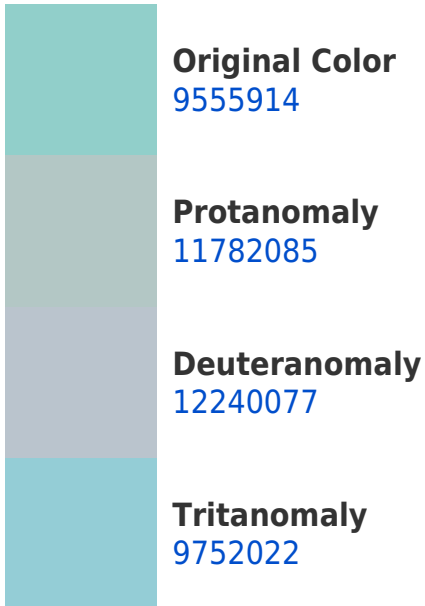 Original Color
9555914
Protanomaly
11782085
Deuteranomaly
12240077
Tritanomaly
9752022